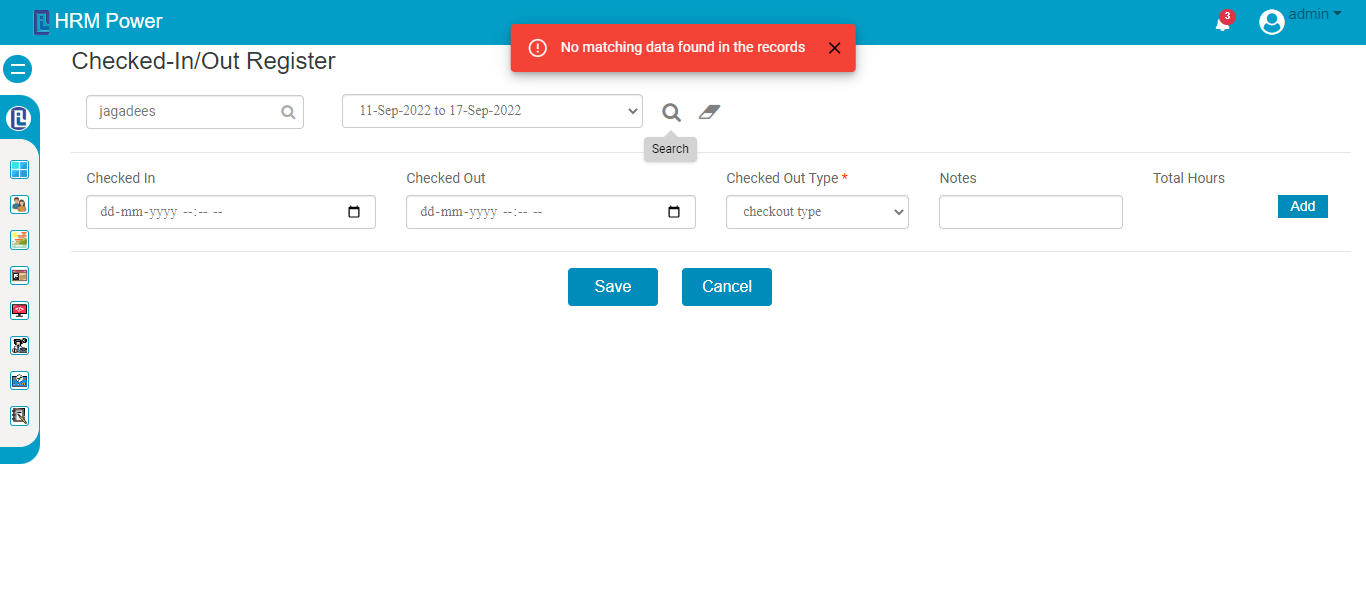 HRM Power
No matching data found in the records
3
admin
Checked-In/Out Register
jagadees
11-Sep-2022 to 17-Sep-2022
Search
Checked In
Checked Out
Checked Out Type *
Notes
Total Hours
dd-mm-yyyy --:-- --
dd-mm-yyyy --:-- --
checkout type
Add
Save
Cancel